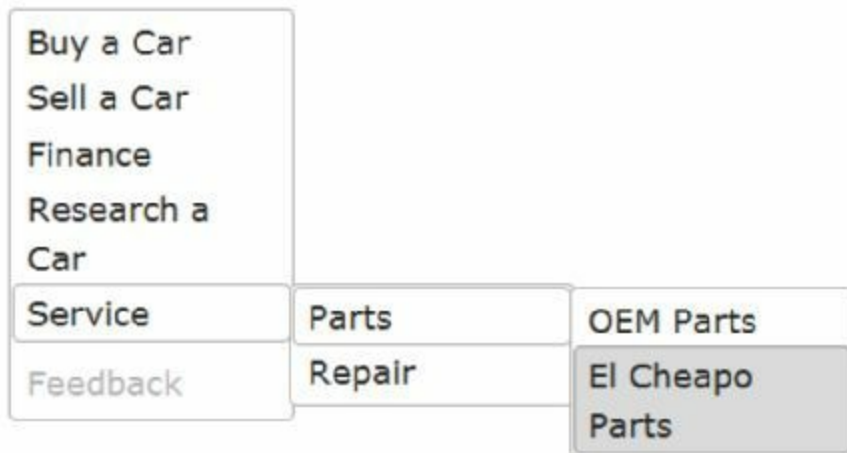 Buy a Car
Sell a Car
Finance
Research a
Car
Service
Feedback
Parts
Repair
OEM Parts
El Cheapo
Parts